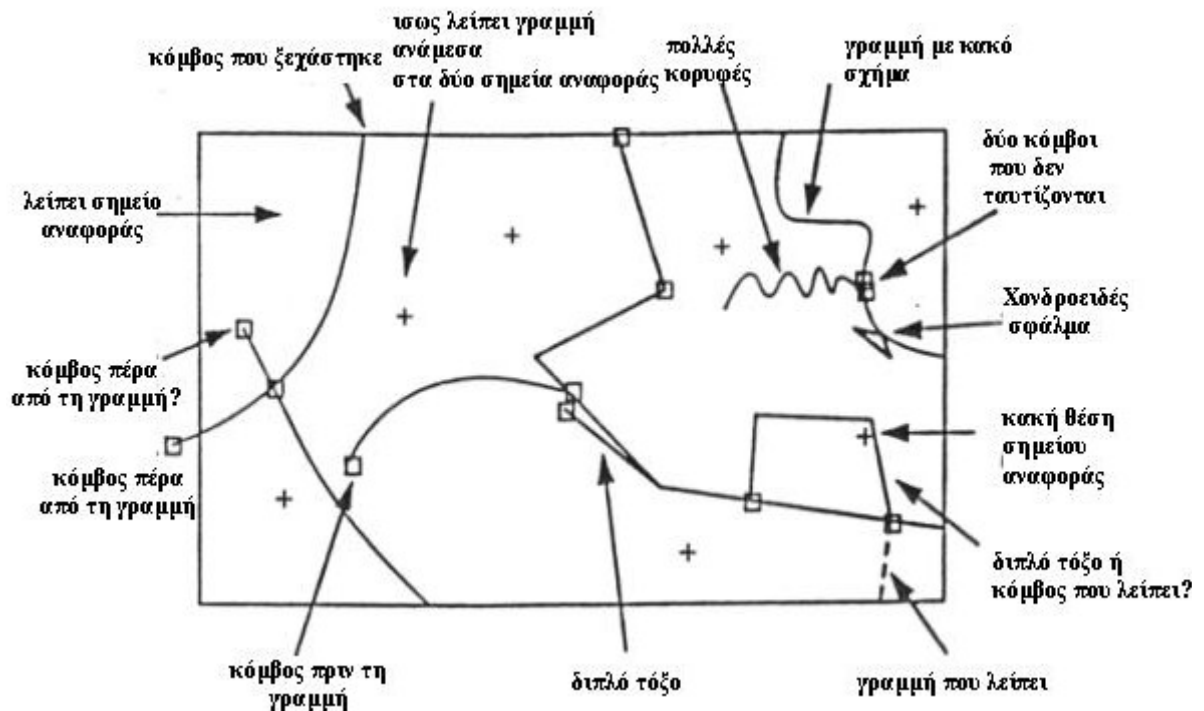 κόμβος που ξεχάστηκε
ισως λείπει γραμμή
ανάμεσα
στα δύο σημεία αναφοράς
πολλές
κορυφές
γραμμή με κακό
σχήμα
δύο κόμβοι
που δεν
ταυτίζονται
λείπει σημείο
αναφοράς
Χονδροειδές
σφάλμα
κόμβος πέρα
από τη γραμμή?
κακή θέση
σημείου
αναφοράς
κόμβος πέρα
από τη γραμμή
διπλό τόξο ή
κόμβος που λείπει?
κόμβος πριν τη
γραμμή
διπλό τόξο
γραμμή που λείπει